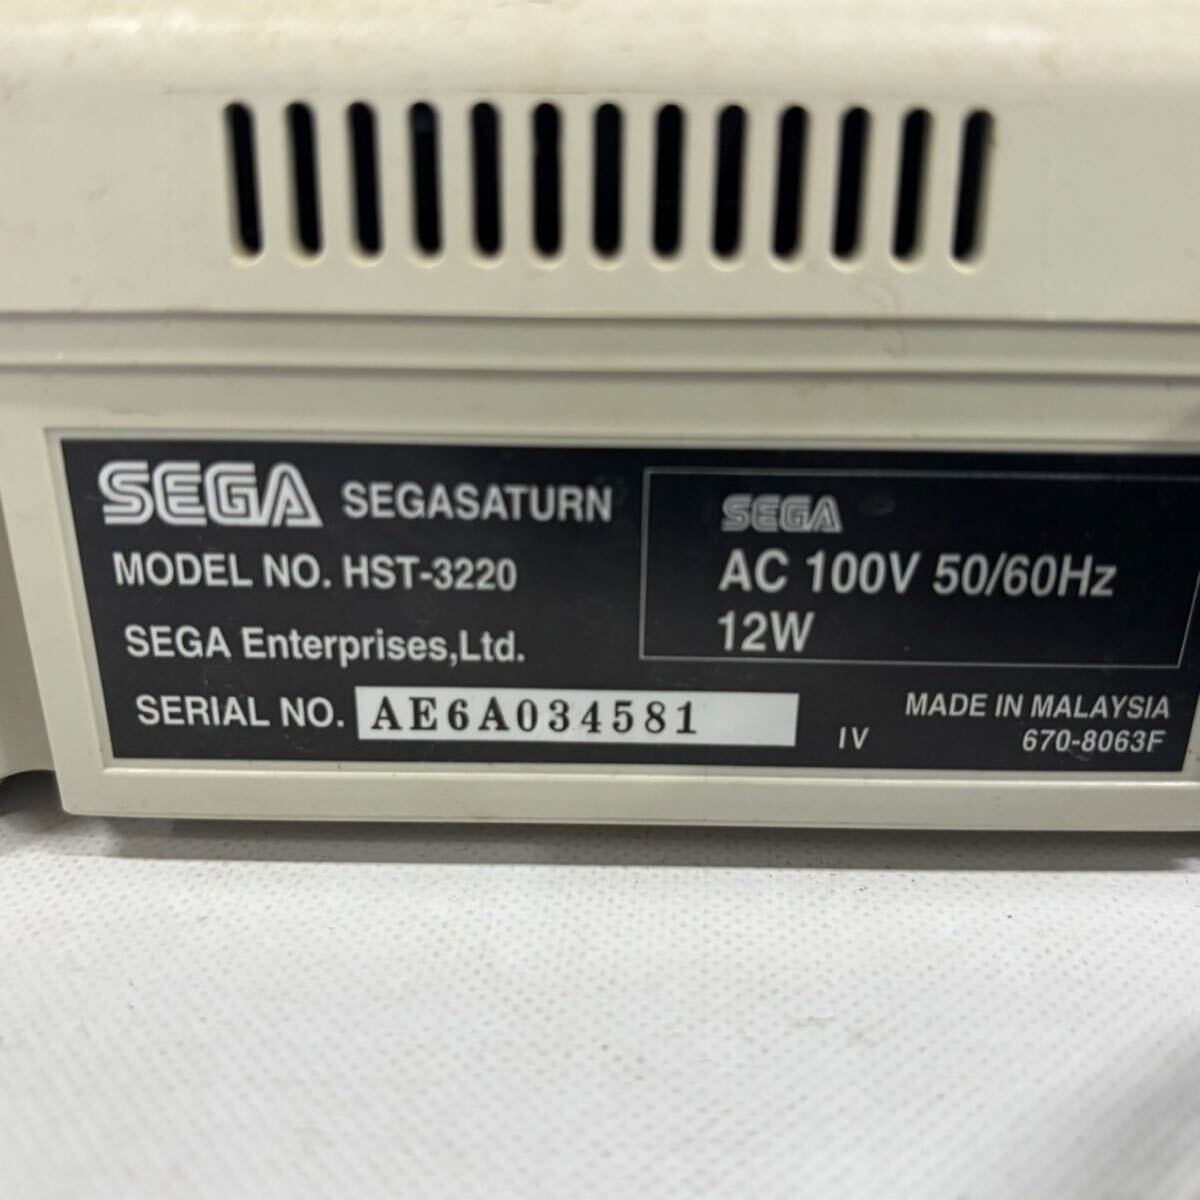 SEGA SEGASATURN
MODEL NO. HST-3220
SEGA Enterprises,Ltd.
SERIAL NO. AE6A034581
SEGA
AC 100V 50/60Hz
12W
IV
MADE IN MALAYSIA
670-8063F